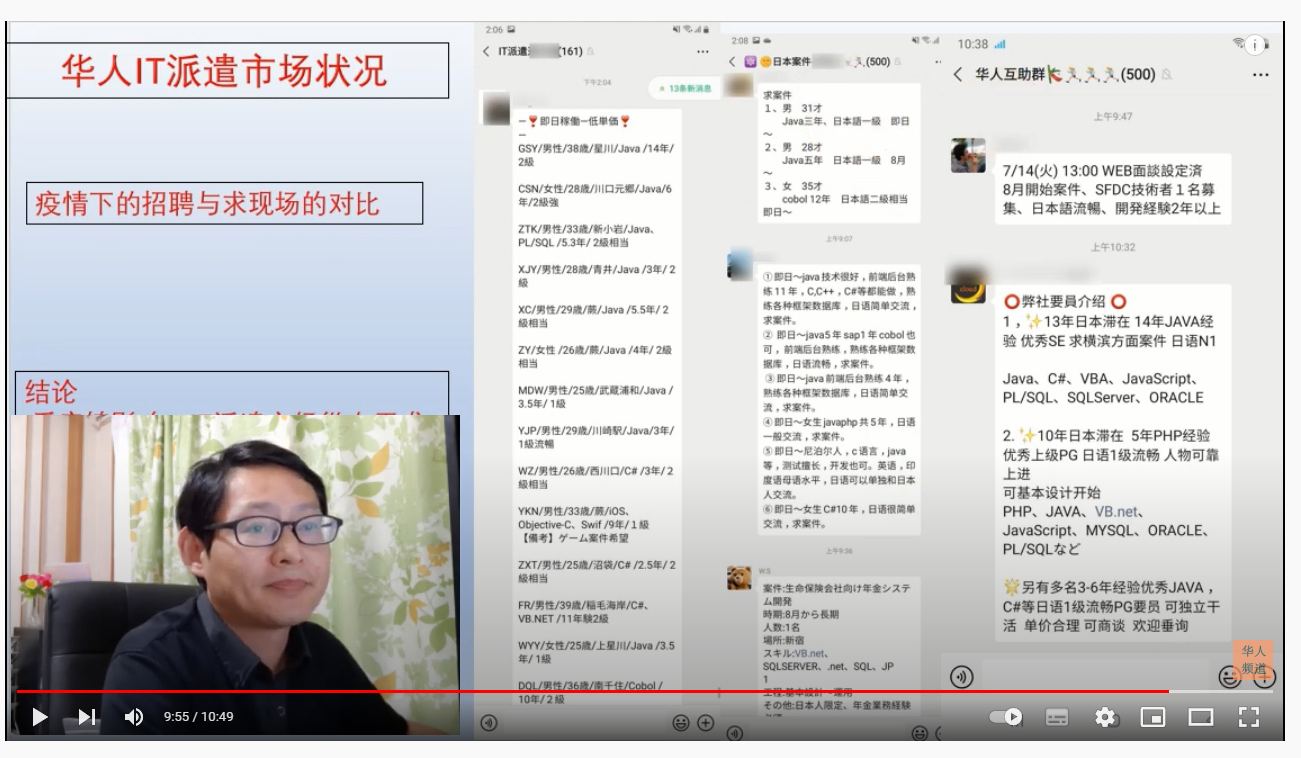 华人IT派遣市场状况
疫情下的招聘与求现场的对比
结论
2:06
IT派遣
(161)
下午2:04
13条新消息
—❣即日稼働—低単価❣
—
GSY/男性/38歳/星川/Java /14年/
2級
CSN/女性/28歳/川口元郷/Java/6
年/2級強
ZTK/男性/33歳/新小岩/Java、
PL/SQL /5.3年/ 2級相当
XJY/男性/28歳/青井/Java /3年/ 2
級
XC/男性/29歳/蕨/Java /5.5年/ 2
級相当
ZY/女性 /26歳/蕨/Java /4年/ 2級
相当
MDW/男性/25歳/武蔵浦和/Java /
3.5年/ 1級
YJP/男性/29歳/川崎駅/Java/3年/
1級流暢
WZ/男性/26歳/西川口/C# /3年/ 2
級相当
YKN/男性/33歳/蕨/iOS、
Objective-C、Swif /9年/１級
【備考】ゲーム案件希望
ZXT/男性/25歳/沼袋/C# /2.5年/ 2
級相当
FR/男性/39歳/稲毛海岸/C#、
VB.NET /11年験2級
WYY/女性/25歳/上星川/Java /3.5
年/ 1級
DQL/男性/36歳/南千住/Cobol /
10年/２級
2:08
日本案件
(500)
求案件
１、男　31才
Java三年、日本語一級　即日
～
２、男　28才
Java五年　日本語一級　8月
～
３、女　35才
cobol 12年　日本語二級相当
即日～
上午9:07
①即日～java技术很好，前端后台熟
练11年，C,C++，C#等都能做，熟
练各种框架数据库，日语简单交流，
求案件。
② 即日～java5年 sap1年 cobol也
可，前端后台熟练，熟练各种框架数
据库，日语流畅，求案件。
③即日～java前端后台熟练４年，
熟练各种框架数据库，日语简单交
流，求案件。
④即日～女生javaphp共5年，日语
一般交流，求案件。
⑤即日～尼泊尔人，c语言，java
等，测试擅长，开发也可。英语，印
度语母语水平，日语可以单独和日本
人交流。
⑥即日～女生C#10年，日语很简单
交流，求案件。
上午9:36
W.S
案件:生命保険会社向け年金システ
ム開発
時期:8月から長期
人数:1名
場所:新宿
スキル:VB.net、
SQLSERVER、.net、SQL、JP
1
工程:基本設計～運用
その他:日本人限定、年金業務経験
10:38
华人互助群
(500)
上午9:47
7/14(火) 13:00 WEB面談設定済
8月開始案件、SFDC技術者１名募
集、日本語流暢、開発経験2年以上
上午10:32
⭕弊社要員介紹 ⭕
1，✨13年日本滞在 14年JAVA经
验 优秀SE 求横滨方面案件 日语N1
Java、C#、VBA、JavaScript、
PL/SQL、SQLServer、ORACLE
2. ✨10年日本滞在  5年PHP经验
优秀上级PG 日语1级流畅 人物可靠
上进
可基本设计开始
PHP、JAVA、VB.net、
JavaScript、MYSQL、ORACLE、
PL/SQLなど
🌟另有多名3-6年经验优秀JAVA，
C#等日语1级流畅PG要员 可独立干
活  单价合理 可商谈  欢迎垂询
华人
频道
9:55 / 10:49